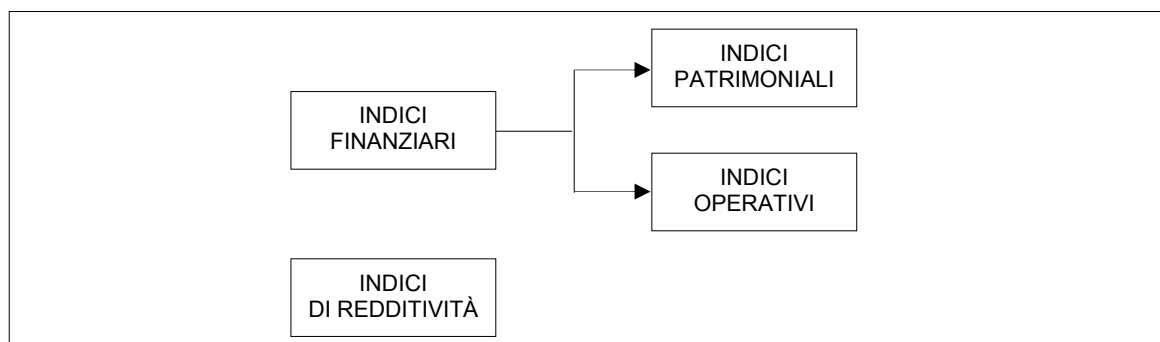 INDICI
PATRIMONIALI
INDICI
FINANZIARI
INDICI
OPERATIVI
INDICI
DI REDDITIVITÀ